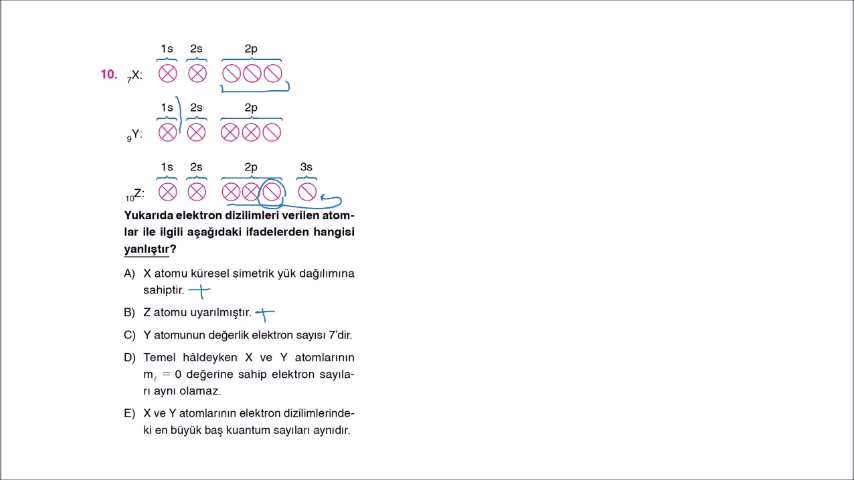 1s 2s 2p
10. 7X:
1s 2s 2p
9Y:
1s 2s 2p 3s
10Z:
Yukarıda elektron dizilimleri verilen atom-
lar ile ilgili aşağıdaki ifadelerden hangisi
yanlıştır?
A) X atomu küresel simetrik yük dağılımına
sahiptir. +
B) Z atomu uyarılmıştır. +
C) Y atomunun değerlik elektron sayısı 7'dir.
D) Temel hâldeyken X ve Y atomlarının
mℓ = 0 değerine sahip elektron sayıla-
rı aynı olamaz.
E) X ve Y atomlarının elektron dizilimlerinde-
ki en büyük baş kuantum sayıları aynıdır.